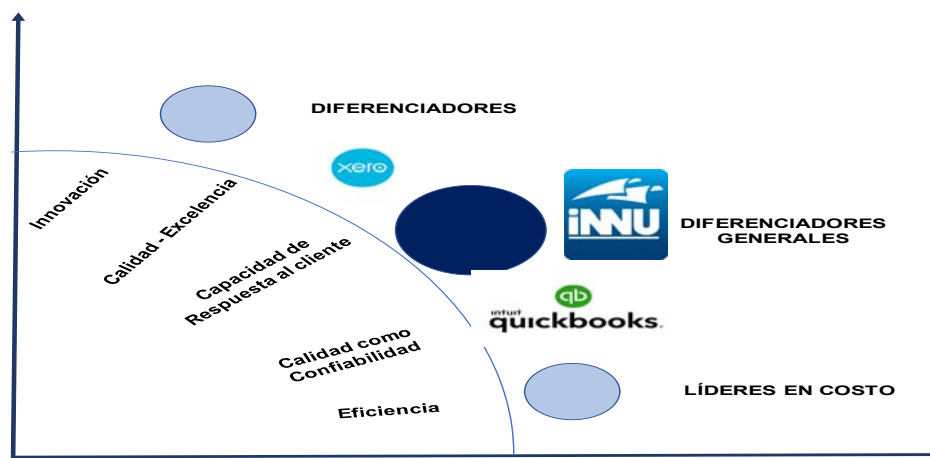 DIFERENCIADORES
xero
Innovación
Calidad - Excelencia
iNNU
DIFERENCIADORES
GENERALES
Capacidad de
Respuesta al cliente
qb
intuit
quickbooks.
Calidad como
Confiabilidad
LÍDERES EN COSTO
Eficiencia